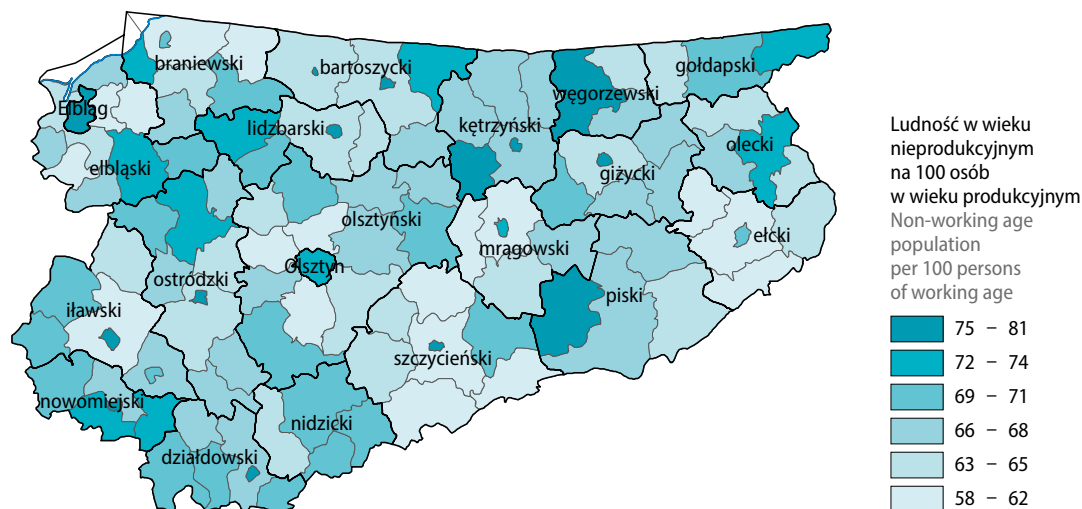 braniewski
bartoszycki
gołdapski
węgorzewski
Elbląg
lidzbarski
kętrzyński
olecki
elbląski
giżycki
olsztyński
mrągowski
ełcki
Olsztyn
ostródzki
piski
iławski
szczycieński
nowomiejski
nidzicki
działdowski
Ludność w wieku
nieprodukcyjnym
na 100 osób
w wieku produkcyjnym
Non-working age
population
per 100 persons
of working age
75 – 81
72 – 74
69 – 71
66 – 68
63 – 65
58 – 62